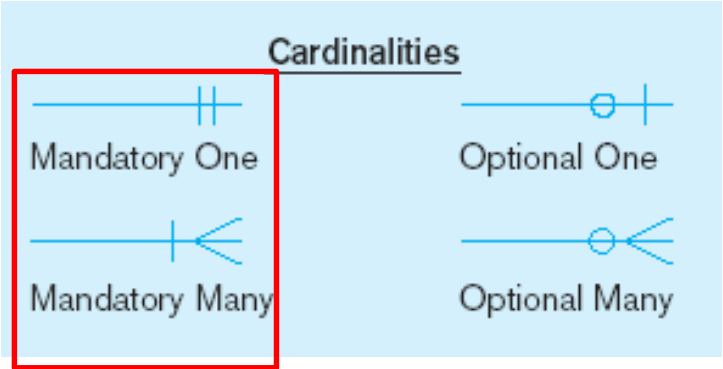 Cardinalities
Mandatory One
Optional One
Mandatory Many
Optional Many